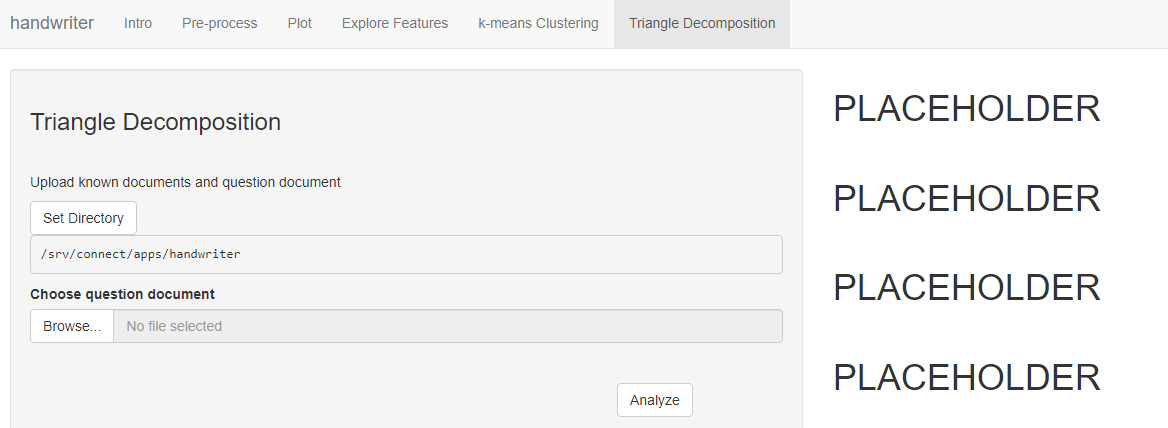 handwriter Intro Pre-process Plot Explore Features k-means Clustering Triangle Decomposition
Triangle Decomposition
Upload known documents and question document
Set Directory
/srv/connect/apps/handwriter
Choose question document
Browse... No file selected
Analyze
PLACEHOLDER
PLACEHOLDER
PLACEHOLDER
PLACEHOLDER